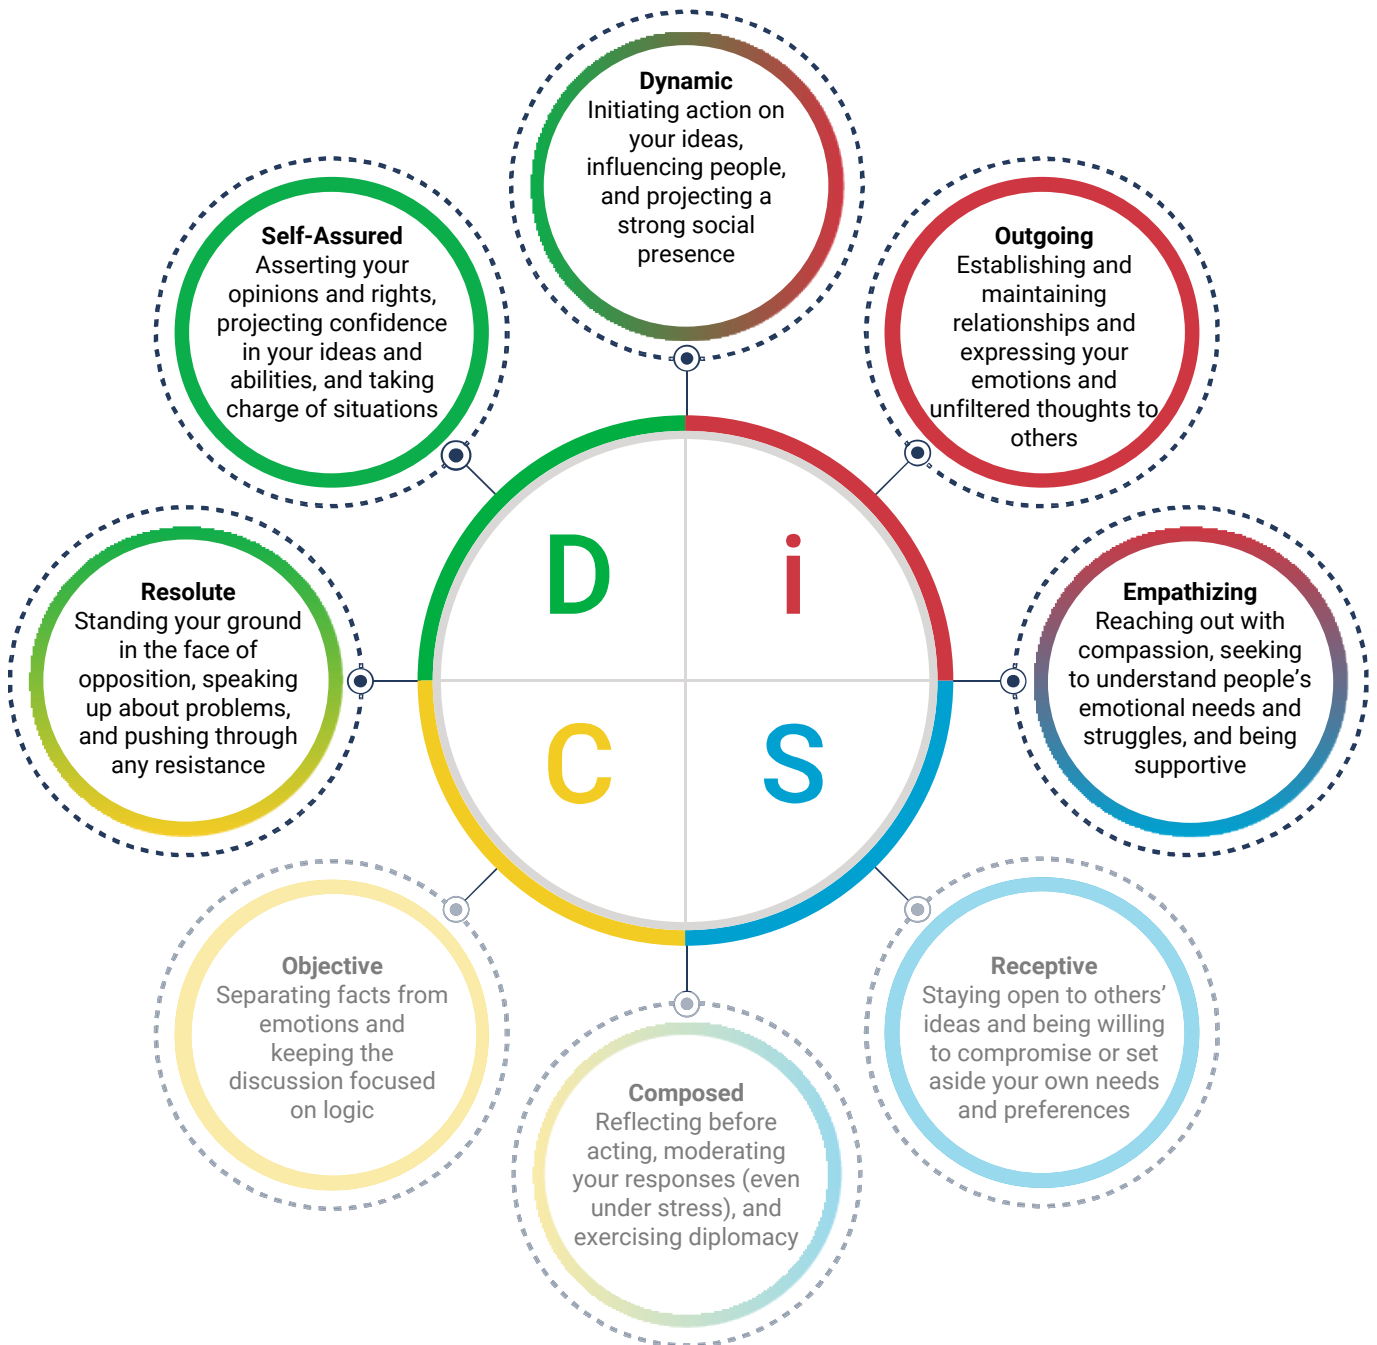 Dynamic
Initiating action on
your ideas,
influencing people,
and projecting a
strong social
presence
Self-Assured
Asserting your
opinions and rights,
projecting confidence
in your ideas and
abilities, and taking
charge of situations
Outgoing
Establishing and
maintaining
relationships and
expressing your
emotions and
unfiltered thoughts to
others
Resolute
Standing your ground
in the face of
opposition, speaking
up about problems,
and pushing through
any resistance
D
i
C
S
Empathizing
Reaching out with
compassion, seeking
to understand people’s
emotional needs and
struggles, and being
supportive
Objective
Separating facts from
emotions and
keeping the
discussion focused
on logic
Composed
Reflecting before
acting, moderating
your responses (even
under stress), and
exercising diplomacy
Receptive
Staying open to others’
ideas and being willing
to compromise or set
aside your own needs
and preferences